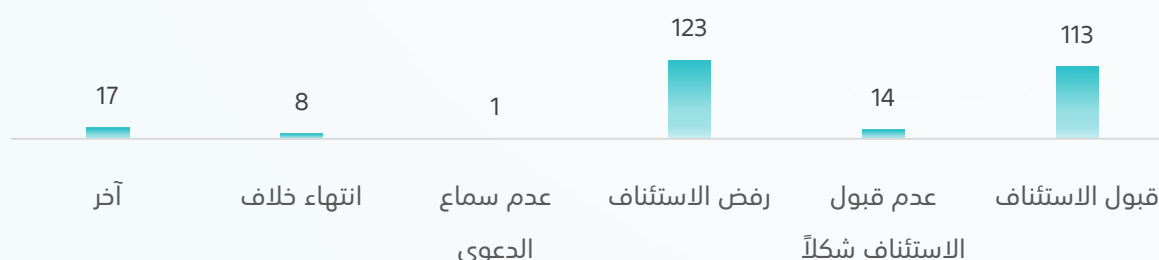 113
14
123
1
8
17
قبول الاستئناف
عدم قبول
الاستئناف شكلاً
رفض الاستئناف
عدم سماع
الدعوى
انتهاء خلاف
آخر